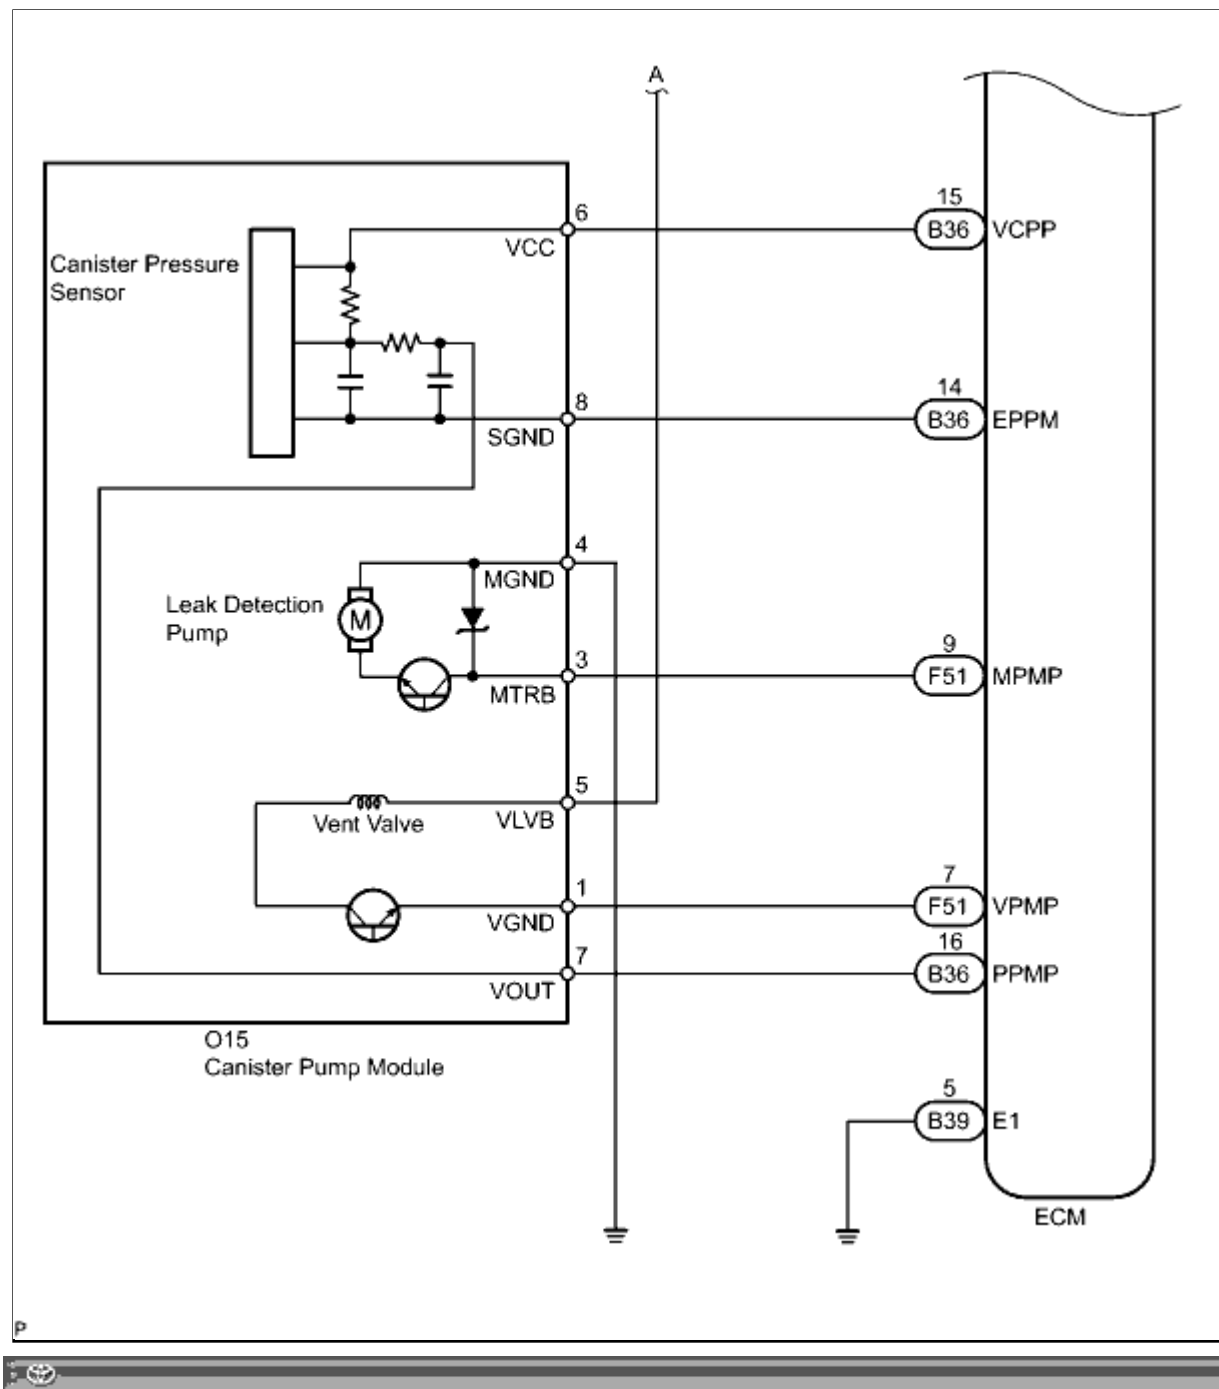 A
15
6
B36 VCPP
VCC
Canister Pressure
Sensor
14
8
B36 EPPM
SGND
4
MGND
Leak Detection
Pump
M
9
3
F51 MPMP
MTRB
5
VLVB
Vent Valve
7
1
F51 VPMP
VGND
16
7
B36 PPMP
VOUT
O15
Canister Pump Module
5
B39 E1
ECM
P